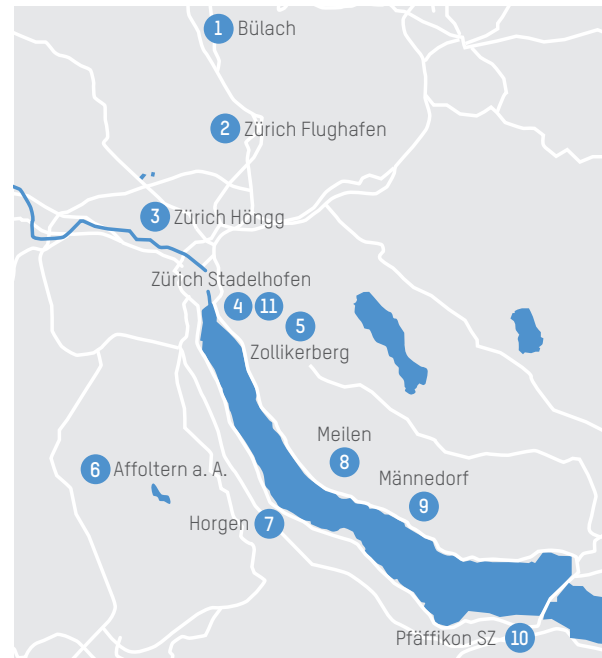 1 Bülach
2 Zürich Flughafen
3 Zürich Höngg
Zürich Stadelhofen
4 11
5
Zollikerberg
Meilen
8
6 Affoltern a. A.
Männedorf
9
Horgen 7
Pfäffikon SZ 10